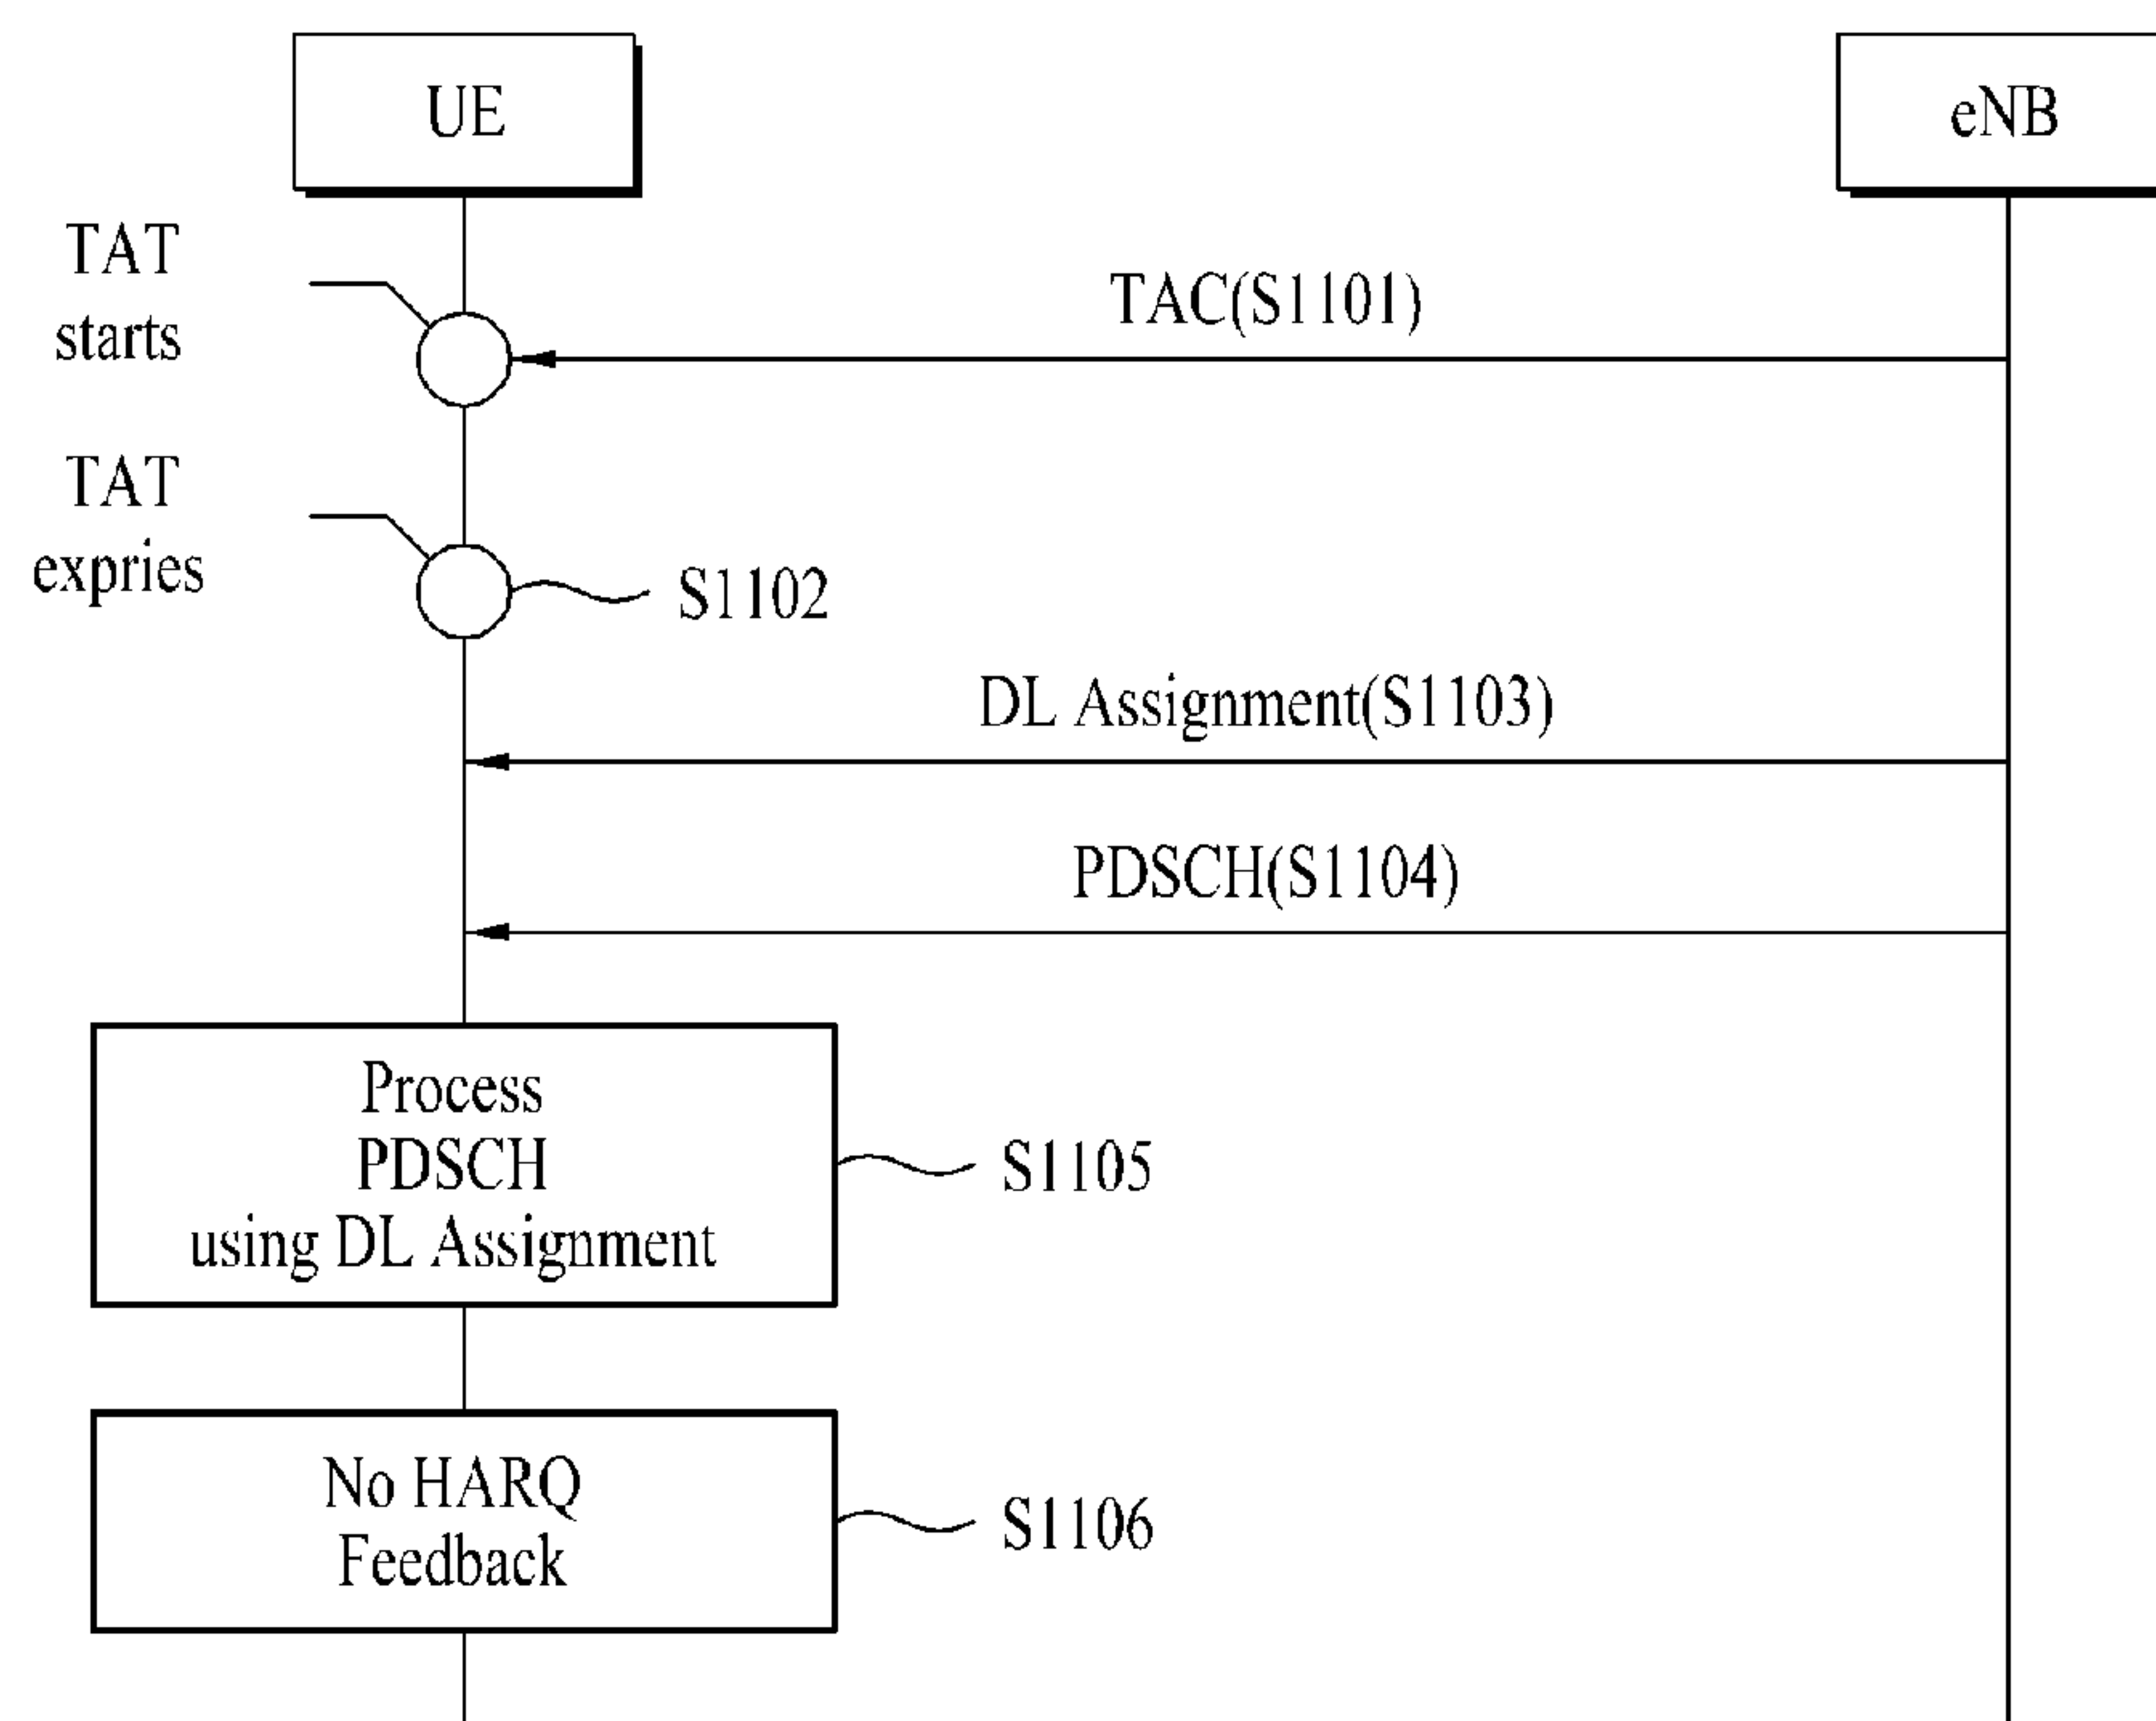 UE
eNB
TAT
starts
TAC(S1101)
TAT
expries
S1102
DL Assignment(S1103)
PDSCH(S1104)
Process
PDSCH
using DL Assignment
S1105
No HARQ
Feedback
S1106